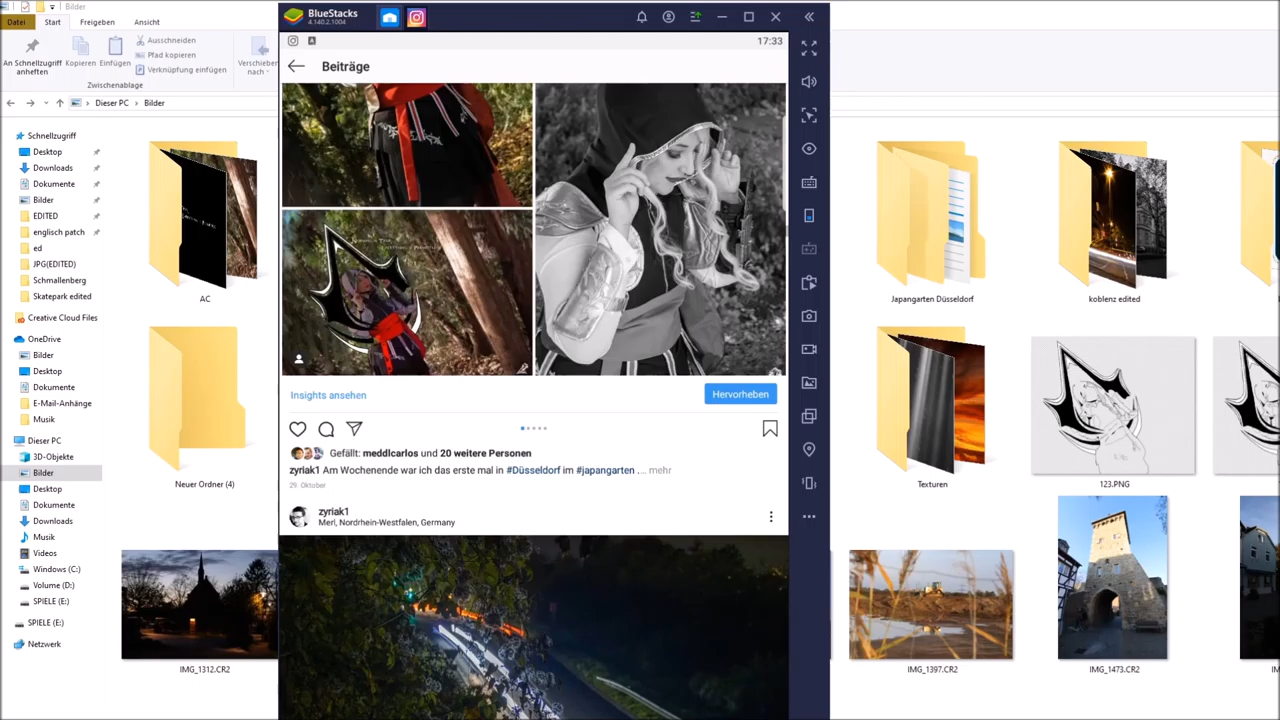 Bilder
Datei
Start
Freigeben
Ansicht
An Schnellzugriff
anheften
Kopieren
Einfügen
Ausschneiden
Pfad kopieren
Verknüpfung einfügen
Zwischenablage
Verschieben
nach
Dieser PC
Bilder
Schnellzugriff
Desktop
Downloads
Dokumente
Bilder
EDITED
englisch patch
ed
JPG(EDITED)
Schmallenberg
Skatepark edited
Creative Cloud Files
OneDrive
Bilder
Desktop
Dokumente
E-Mail-Anhänge
Musik
Dieser PC
3D-Objekte
Bilder
Desktop
Dokumente
Downloads
Musik
Videos
Windows (C:)
Volume (D:)
SPIELE (E:)
SPIELE (E:)
Netzwerk
AC
Neuer Ordner (4)
IMG_1312.CR2
BlueStacks
4.140.2.1004
17:33
Beiträge
Insights ansehen
Hervorheben
Gefällt: meddlcarlos und 20 weitere Personen
zyriak1 Am Wochenende war ich das erste mal in #Düsseldorf im #japangarten .... mehr
29. Oktober
zyriak1
Merl, Nordrhein-Westfalen, Germany
Japangarten Düsseldorf
koblenz edited
Texturen
123.PNG
IMG_1397.CR2
IMG_1473.CR2